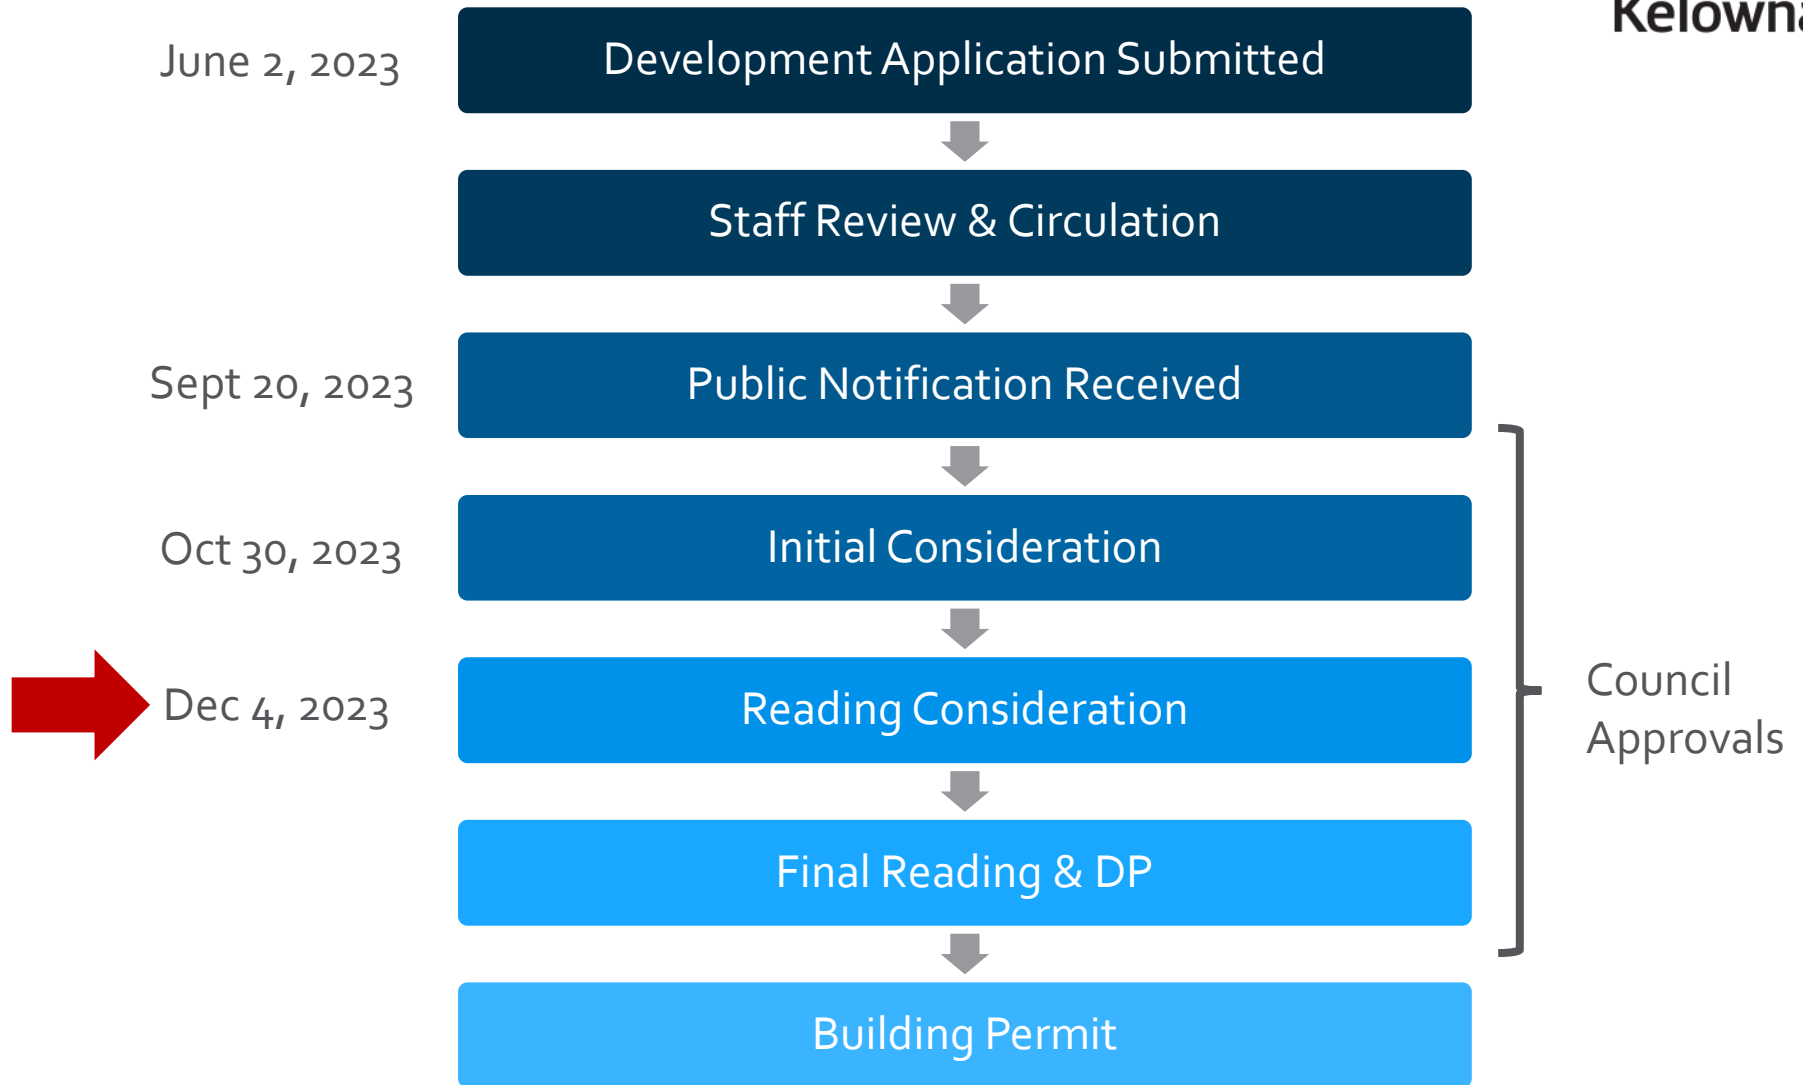 Kelowna
June 2, 2023
Development Application Submitted
Staff Review & Circulation
Sept 20, 2023
Public Notification Received
Oct 30, 2023
Initial Consideration
Dec 4, 2023
Reading Consideration
Council
Approvals
Final Reading & DP
Building Permit